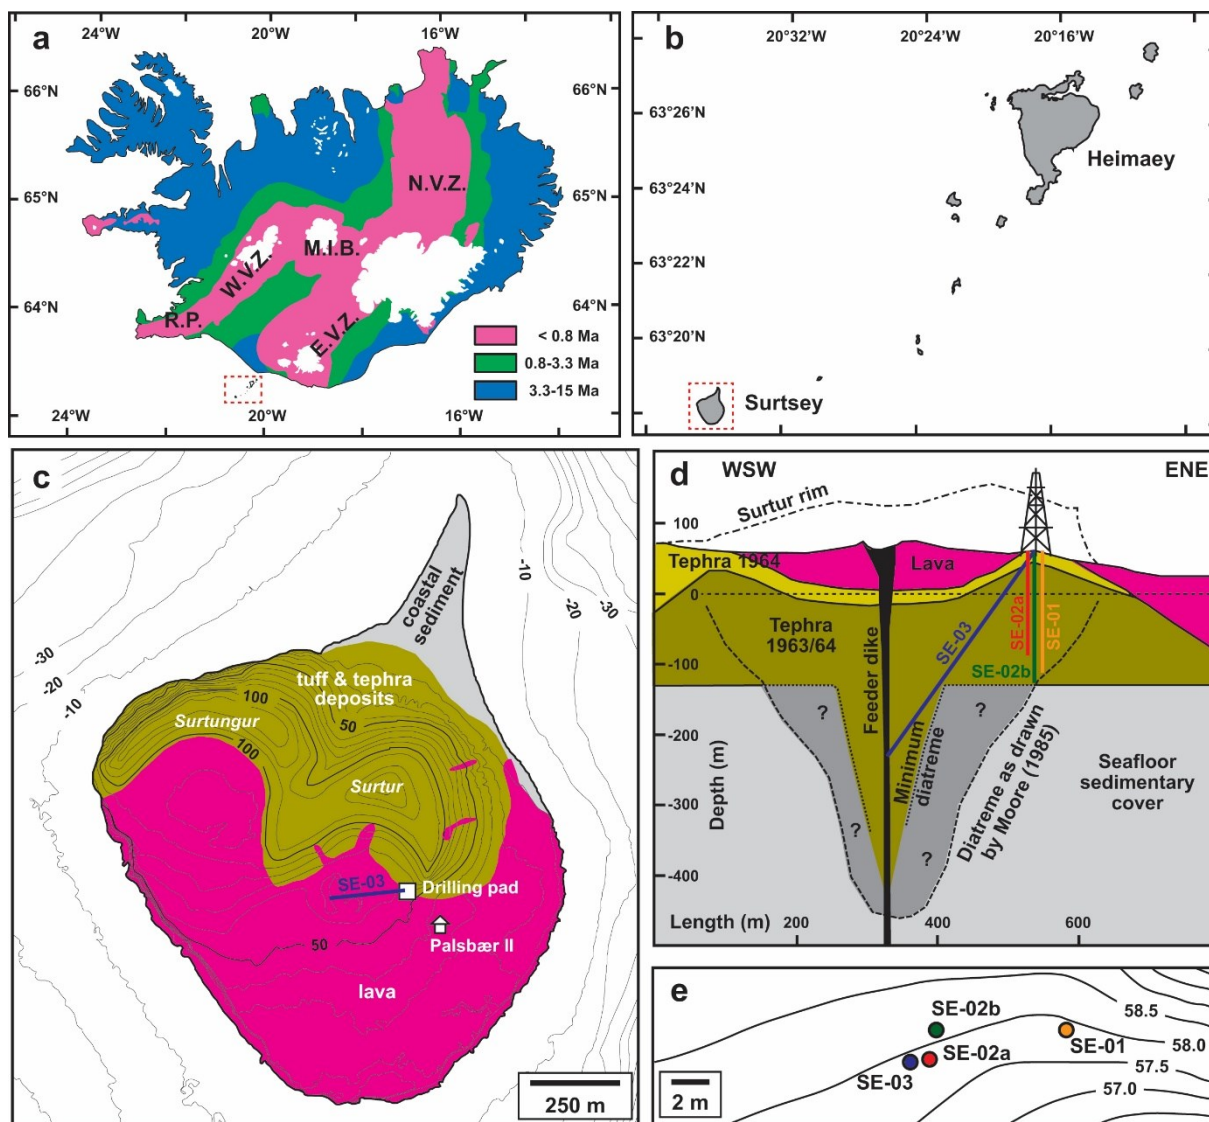 a
24°W
20°W
16°W
66°N
66°N
65°N
65°N
64°N
64°N
N.V.Z.
M.I.B.
W.V.Z.
R.P.
E.V.Z.
< 0.8 Ma
0.8-3.3 Ma
3.3-15 Ma
24°W
20°W
16°W
b
20°32'W
20°24'W
20°16'W
63°26'N
63°24'N
63°22'N
63°20'N
Heimaey
Surtsey
c
-10
-20
-30
coastal
sediment
-30
-20
-10
tuff & tephra
deposits
100
50
Surtungur
100
Surtur
SE-03
Drilling pad
Palsbær II
50
lava
250 m
d
WSW
ENE
Surtur rim
100
0
-100
-200
-300
-400
Depth (m)
Tephra 1964
Lava
Tephra
1963/64
Feeder dike
SE-03
SE-02a
SE-01
SE-02b
?
?
?
?
Minimum
diatreme
Diatreme as drawn
by Moore (1985)
Seafloor
sedimentary
cover
Length (m)
200
400
600
e
SE-02b
SE-02a
SE-03
SE-01
58.5
58.0
57.5
57.0
2 m